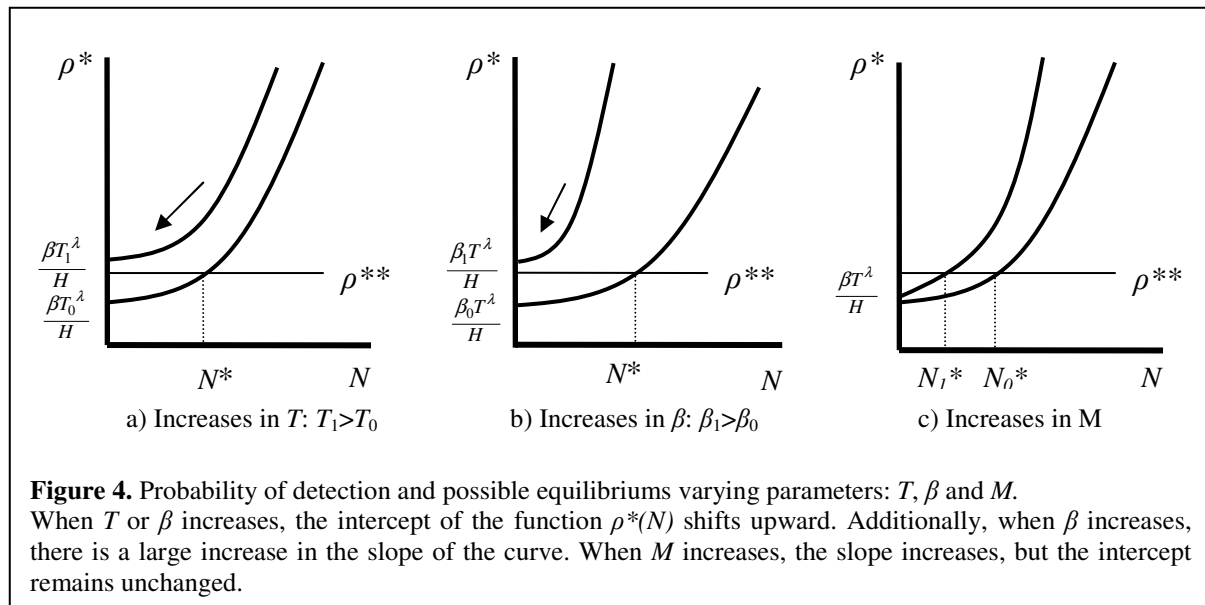 ρ* ρ* ρ*
βT₁^λ/H
ρ**
βT₀^λ/H
N* N
β₁T^λ/H
ρ**
β₀T^λ/H
N* N
βT^λ/H
ρ**
N₁* N₀* N
a) Increases in T: T₁>T₀
b) Increases in β: β₁>β₀
c) Increases in M
Figure 4. Probability of detection and possible equilibriums varying parameters: T, β and M.
When T or β increases, the intercept of the function ρ*(N) shifts upward. Additionally, when β increases,
there is a large increase in the slope of the curve. When M increases, the slope increases, but the intercept
remains unchanged.